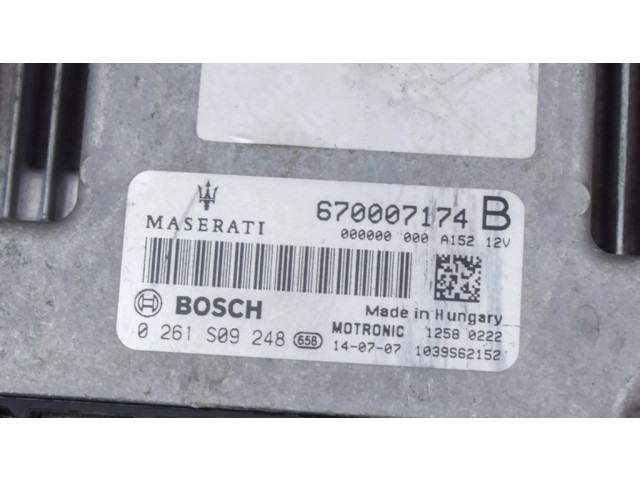 MASERATI
670007174 B
000000 000 A152 12V
BOSCH
Made in Hungary
0 261 S09 248 658
MOTRONIC 1258 0222
14-07-07 1039S62152